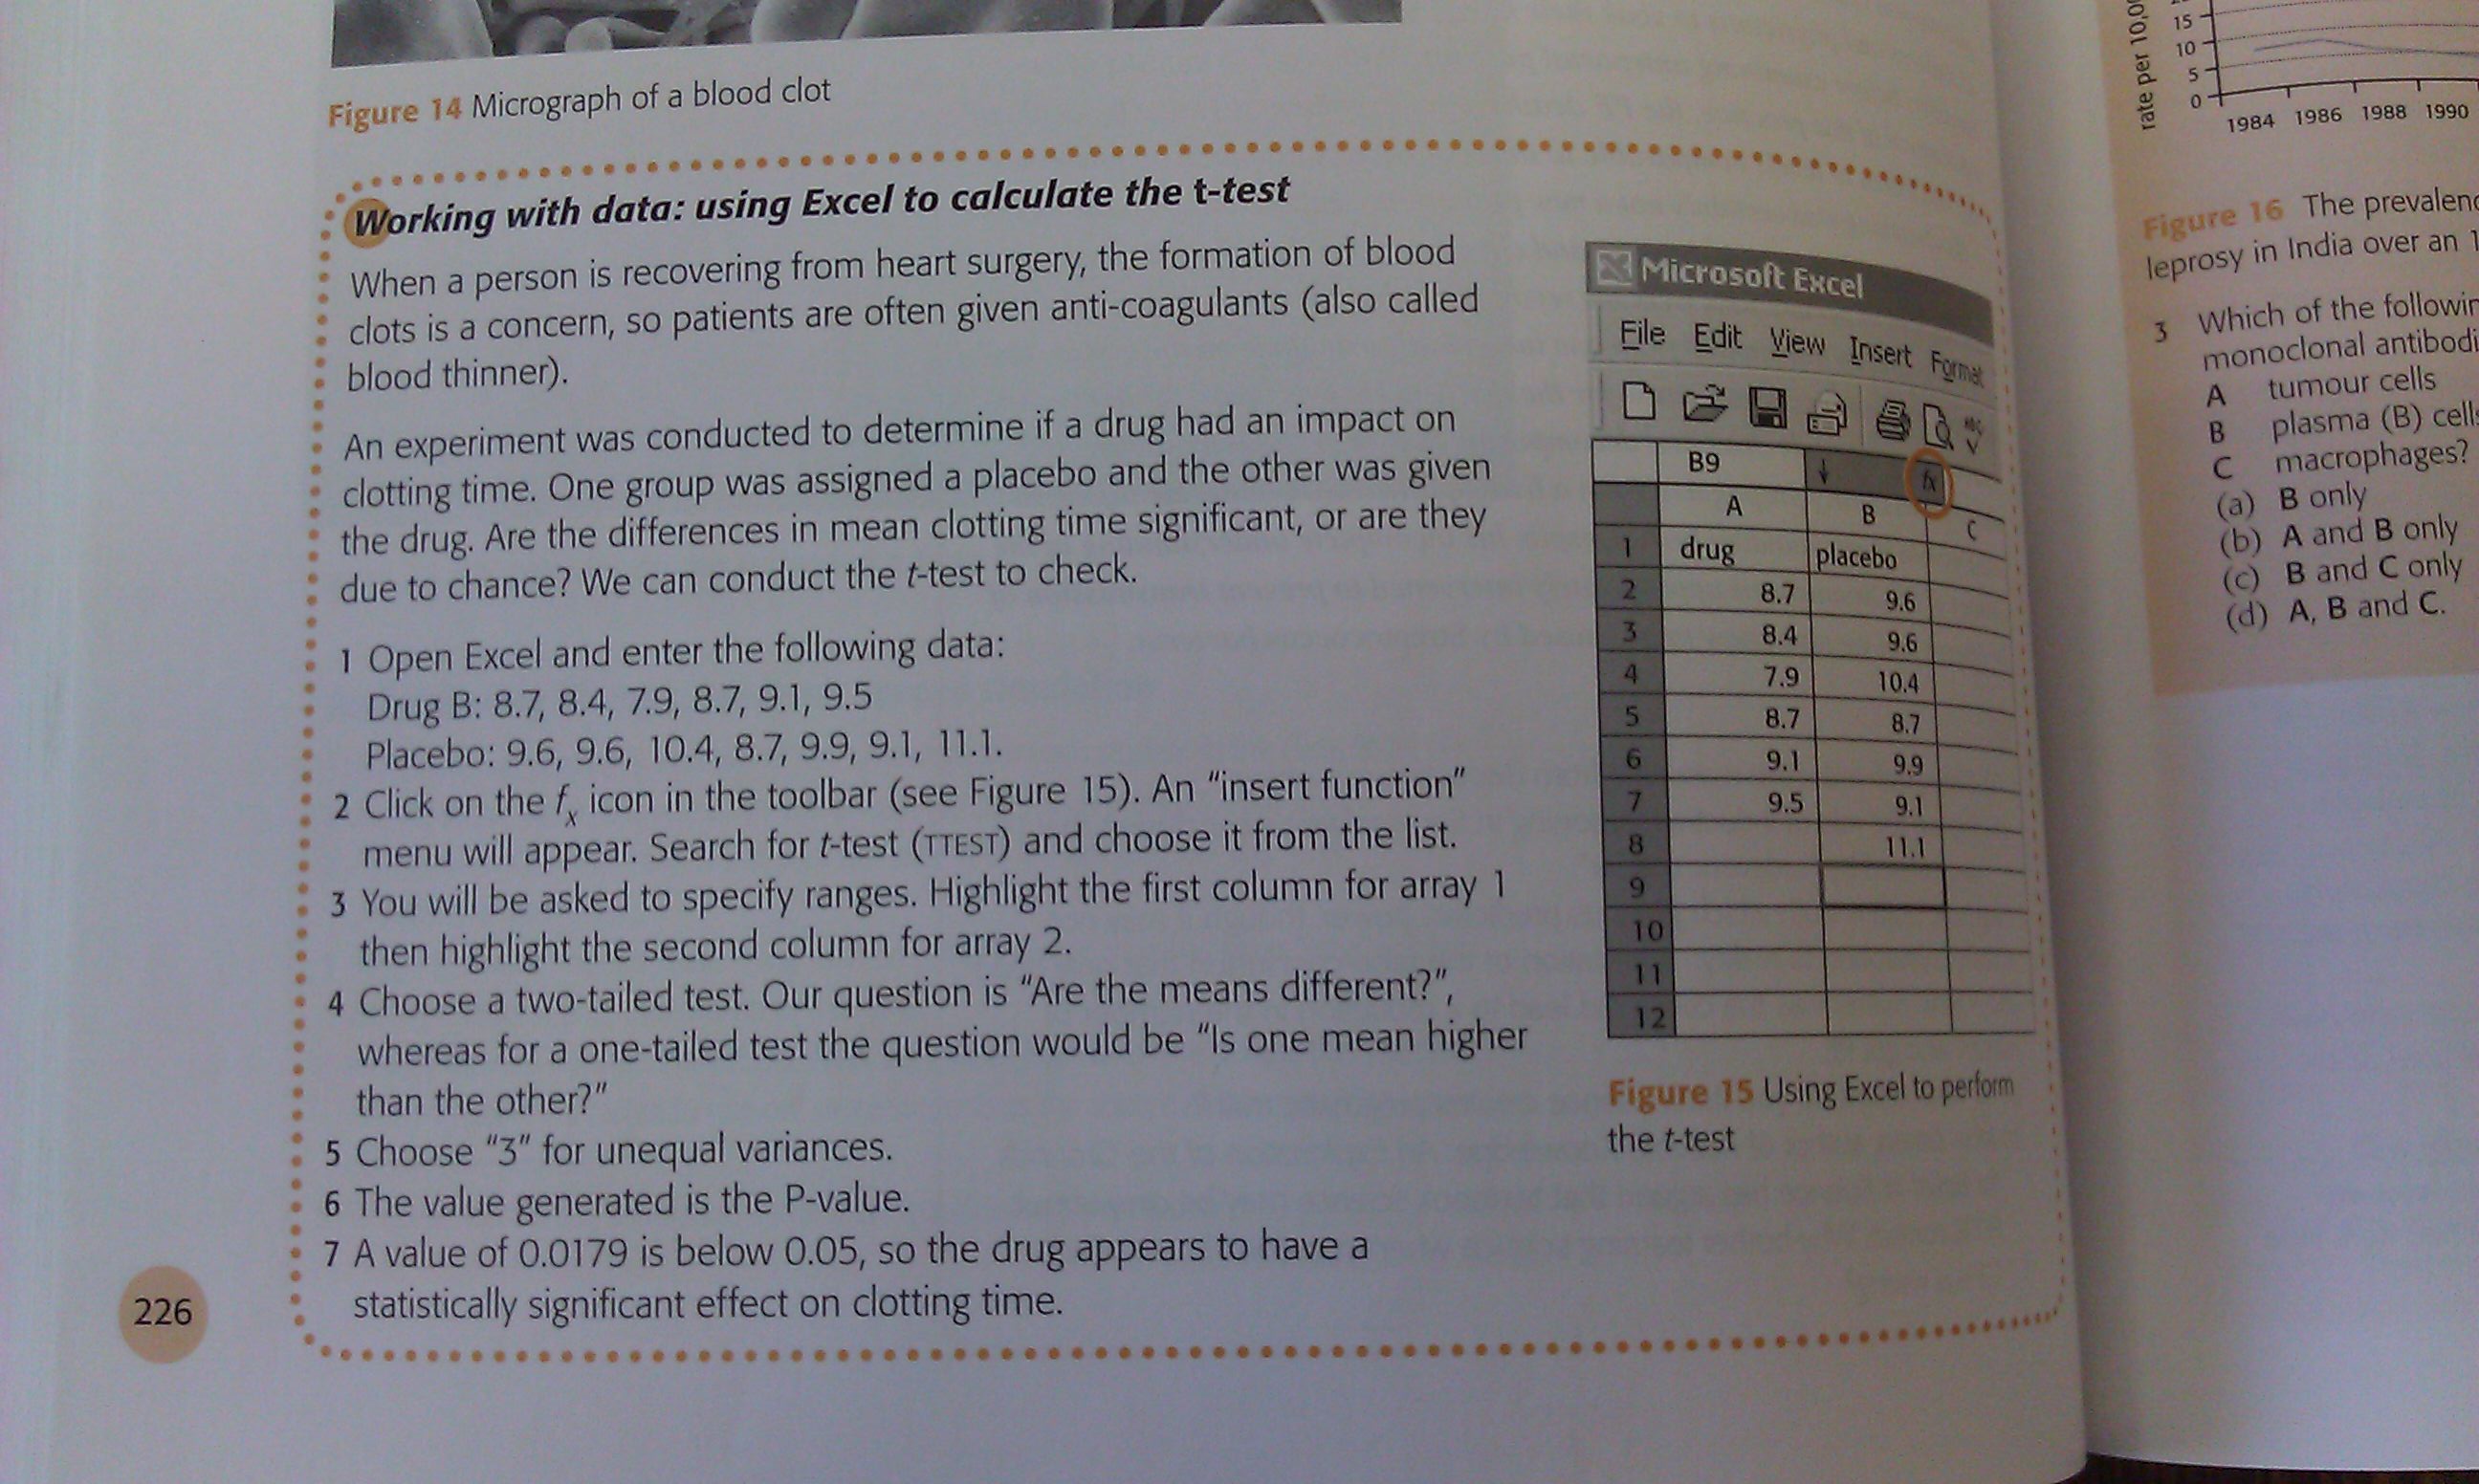 Figure 14 Micrograph of a blood clot
Working with data: using Excel to calculate the t-test
When a person is recovering from heart surgery, the formation of blood
clots is a concern, so patients are often given anti-coagulants (also called
blood thinner).
An experiment was conducted to determine if a drug had an impact on
clotting time. One group was assigned a placebo and the other was given
the drug. Are the differences in mean clotting time significant, or are they
due to chance? We can conduct the t-test to check.
1 Open Excel and enter the following data:
Drug B: 8.7, 8.4, 7.9, 8.7, 9.1, 9.5
Placebo: 9.6, 9.6, 10.4, 8.7, 9.9, 9.1, 11.1.
2 Click on the fx icon in the toolbar (see Figure 15). An “insert function”
menu will appear. Search for t-test (TTEST) and choose it from the list.
3 You will be asked to specify ranges. Highlight the first column for array 1
then highlight the second column for array 2.
4 Choose a two-tailed test. Our question is “Are the means different?”,
whereas for a one-tailed test the question would be “Is one mean higher
than the other?”
5 Choose “3” for unequal variances.
6 The value generated is the P-value.
7 A value of 0.0179 is below 0.05, so the drug appears to have a
statistically significant effect on clotting time.
226
Microsoft Excel
File Edit View Insert Format
B9 fx
A B C
1 drug placebo
2 8.7 9.6
3 8.4 9.6
4 7.9 10.4
5 8.7 8.7
6 9.1 9.9
7 9.5 9.1
8 11.1
9
10
11
12
Figure 15 Using Excel to perform
the t-test
rate per
15
10
5
0
1984 1986 1988 1990
Figure 16 The
leprosy in India over an
3 Which of the
monoclonal
A tumour cells
B plasma (B)
C macrophages?
(a) B only
(b) A and B only
(c) B and C only
(d) A, B and C.